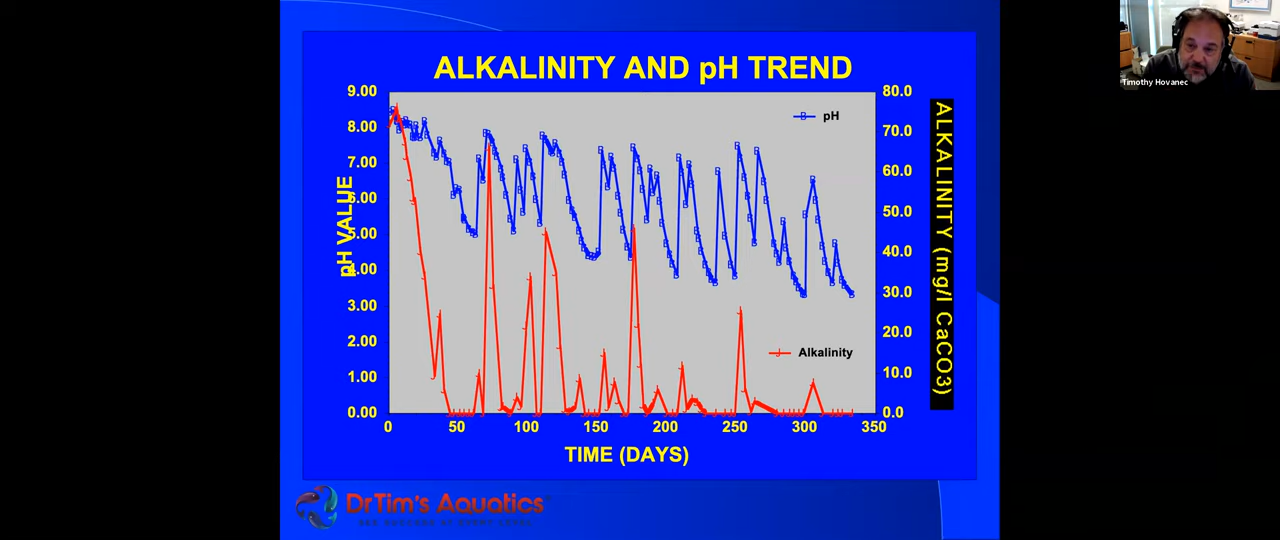 ALKALINITY AND pH TREND
9.00
8.00
7.00
6.00
5.00
4.00
3.00
2.00
1.00
0.00
pH VALUE
80.0
70.0
60.0
50.0
40.0
30.0
20.0
10.0
0.0
ALKALINITY (mg/l CaCO3)
pH
Alkalinity
0 50 100 150 200 250 300 350
TIME (DAYS)
DrTim's Aquatics
Timothy Hovanec